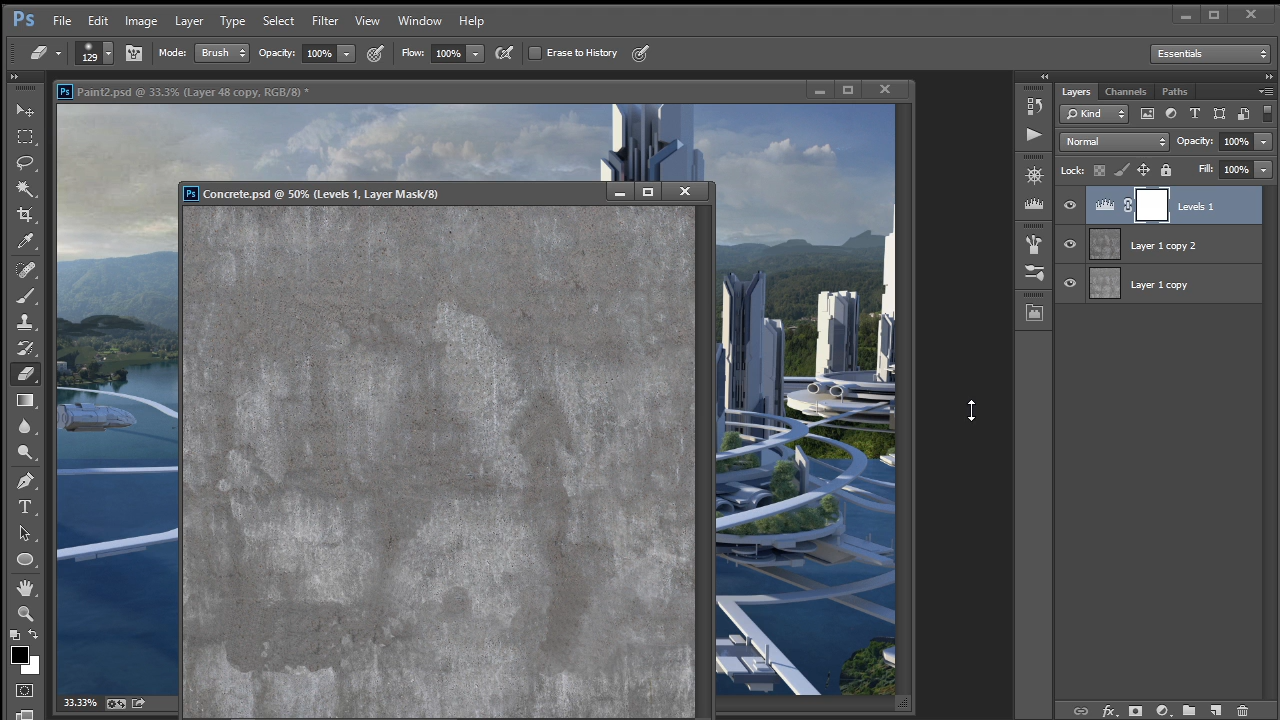 Ps File Edit Image Layer Type Select Filter View Window Help
129 Mode: Brush Opacity: 100% Flow: 100% Erase to History Essentials
Ps Paint2.psd @ 33.3% (Layer 48 copy, RGB/8) *
Layers Channels Paths
Kind
Normal Opacity: 100%
Lock: Fill: 100%
Ps Concrete.psd @ 50% (Levels 1, Layer Mask/8)
Levels 1
Layer 1 copy 2
Layer 1 copy
33.33%